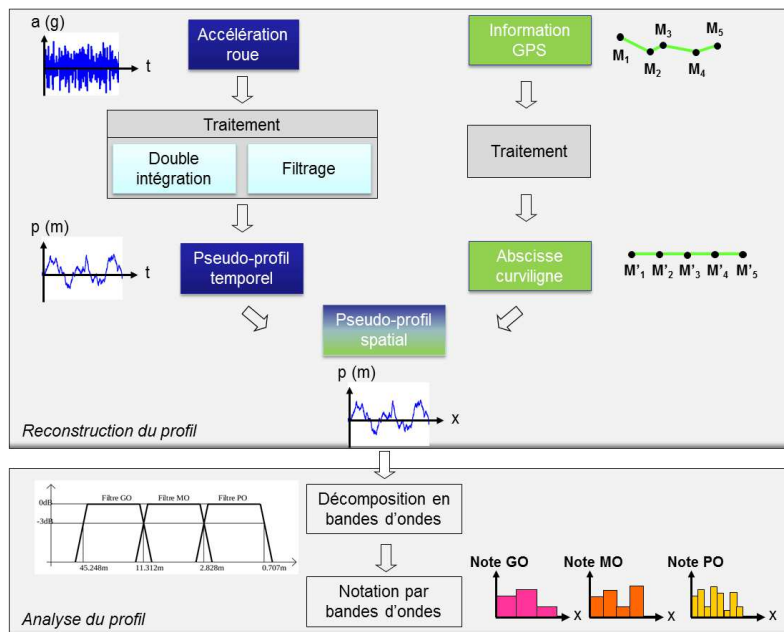 a (g)
t
Accélération
roue
Information
GPS
M1
M2
M3
M4
M5
Traitement
Double
intégration
Filtrage
Traitement
p (m)
t
Pseudo-profil
temporel
Abscisse
curviligne
M'1 M'2 M'3 M'4 M'5
Pseudo-profil
spatial
p (m)
x
Reconstruction du profil
Filtre GO Filtre MO Filtre PO
0dB
-3dB
45.248m 11.312m 2.828m 0.707m
Décomposition en
bandes d'ondes
Notation par
bandes d'ondes
Note GO
x
Note MO
x
Note PO
x
Analyse du profil